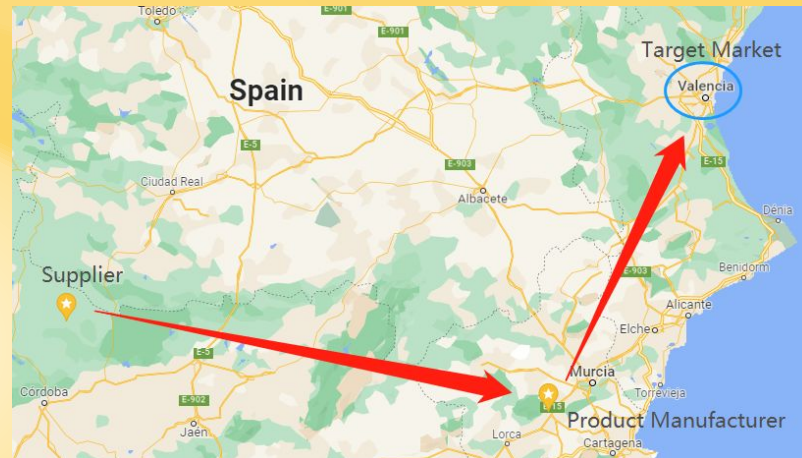 Toledo
E-901
E-901
Target Market
Spain
Valencia
E-5
E-903
E-15
Ciudad Real
Albacete
Dénia
Supplier
E-903
Benidorm
Alicante
Elche
E-5
Murcia
Córdoba
E-902
E-15
Torrevieja
Product Manufacturer
Jaén
Lorca
Cartagena